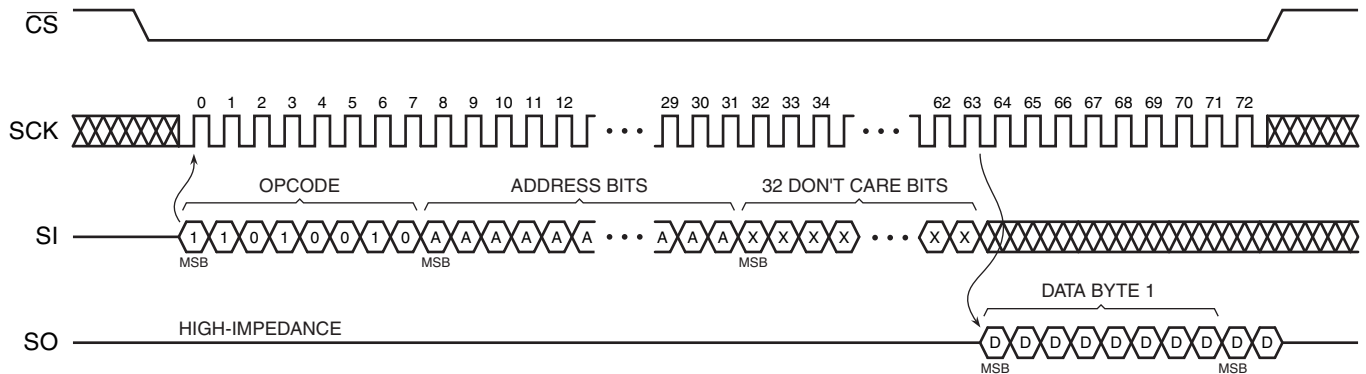 CS
0 1 2 3 4 5 6 7 8 9 10 11 12 29 30 31 32 33 34 62 63 64 65 66 67 68 69 70 71 72
SCK
OPCODE ADDRESS BITS 32 DON'T CARE BITS
SI 1 1 0 1 0 0 1 0 A A A A A A A A A X X X X X X
MSB MSB MSB
DATA BYTE 1
HIGH-IMPEDANCE
SO D D D D D D D D D D
MSB MSB